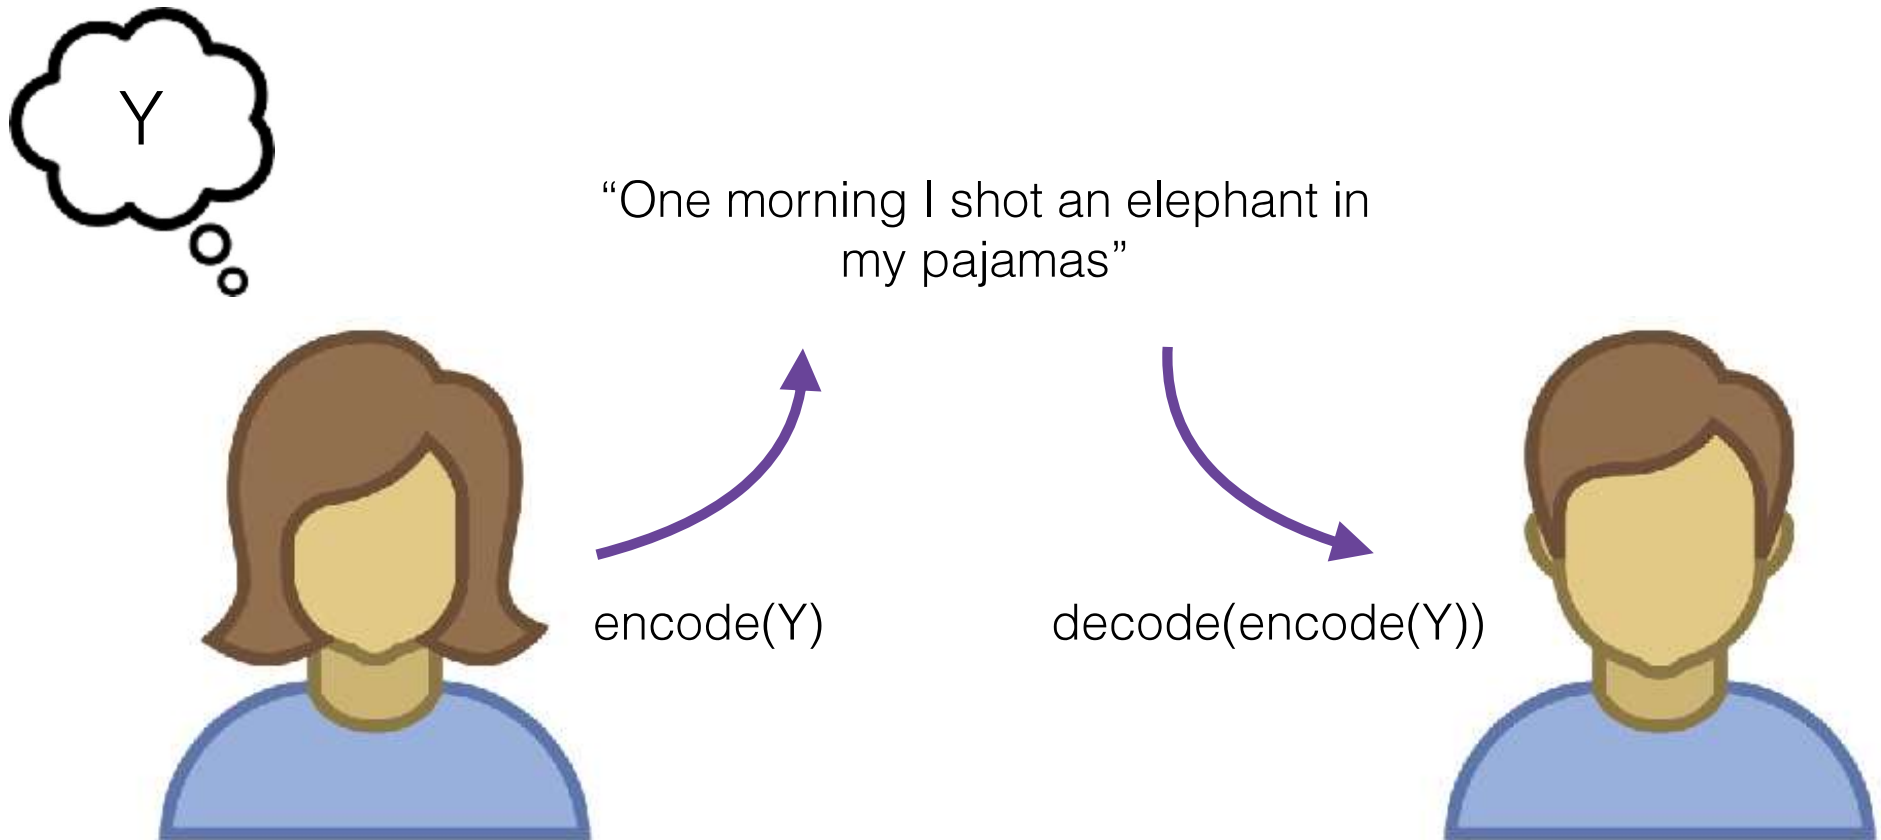 Y
“One morning I shot an elephant in
my pajamas”
encode(Y)
decode(encode(Y))